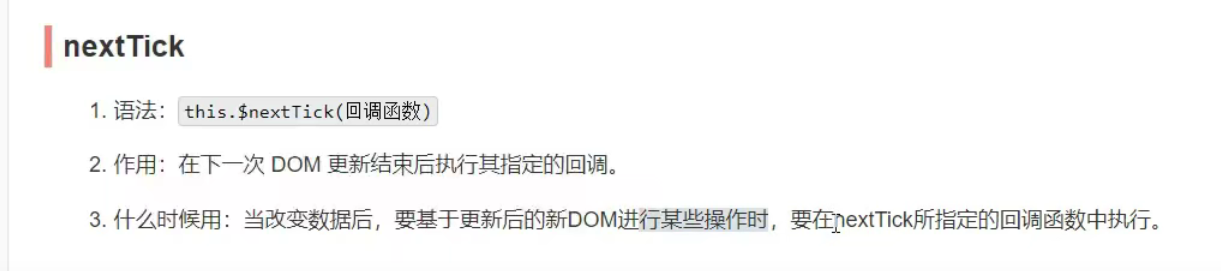 nextTick
1. 语法：this.$nextTick(回调函数)
2. 作用：在下一次 DOM 更新结束后执行其指定的回调。
3. 什么时候用：当改变数据后，要基于更新后的新DOM进行某些操作时，要在nextTick所指定的回调函数中执行。